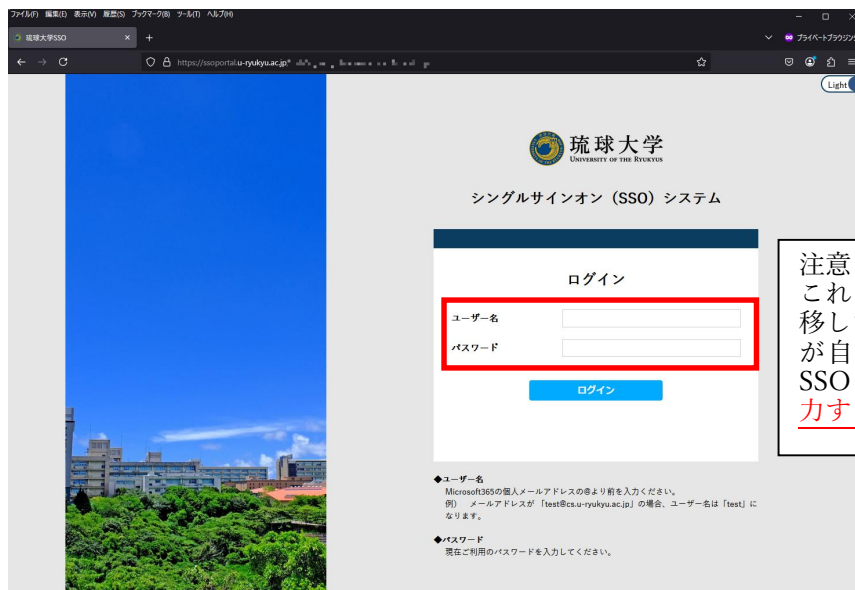 ファイル(F) 編集(E) 表示(V) 履歴(S) ブックマーク(B) ツール(T) ヘルプ(H)
琉球大学SSO
プライベートブラウジン
https://ssoportal.u-ryukyu.ac.jp
Light
琉球大学
UNIVERSITY OF THE RYUKYUS
シングルサインオン（SSO）システム
ログイン
ユーザー名
パスワード
ログイン
注意
これ
移し
が自
SSO
力す
◆ユーザー名
Microsoft365の個人メールアドレスの@より前を入力ください。
例） メールアドレスが 「test@cs.u-ryukyu.ac.jp」の場合、ユーザー名は「test」に
なります。
◆パスワード
現在ご利用のパスワードを入力してください。